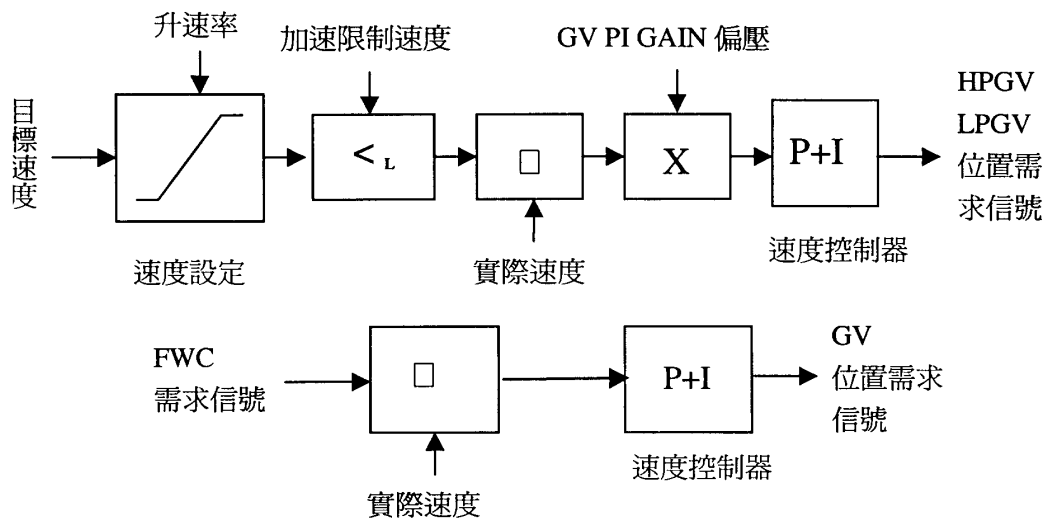 升速率
加速限制速度
GV PI GAIN 偏壓
目標速度
< L
□
X
P+I
HPGV
LPGV
位置需
求信號
速度設定
實際速度
速度控制器
FWC
需求信號
□
P+I
GV
位置需求
信號
實際速度
速度控制器